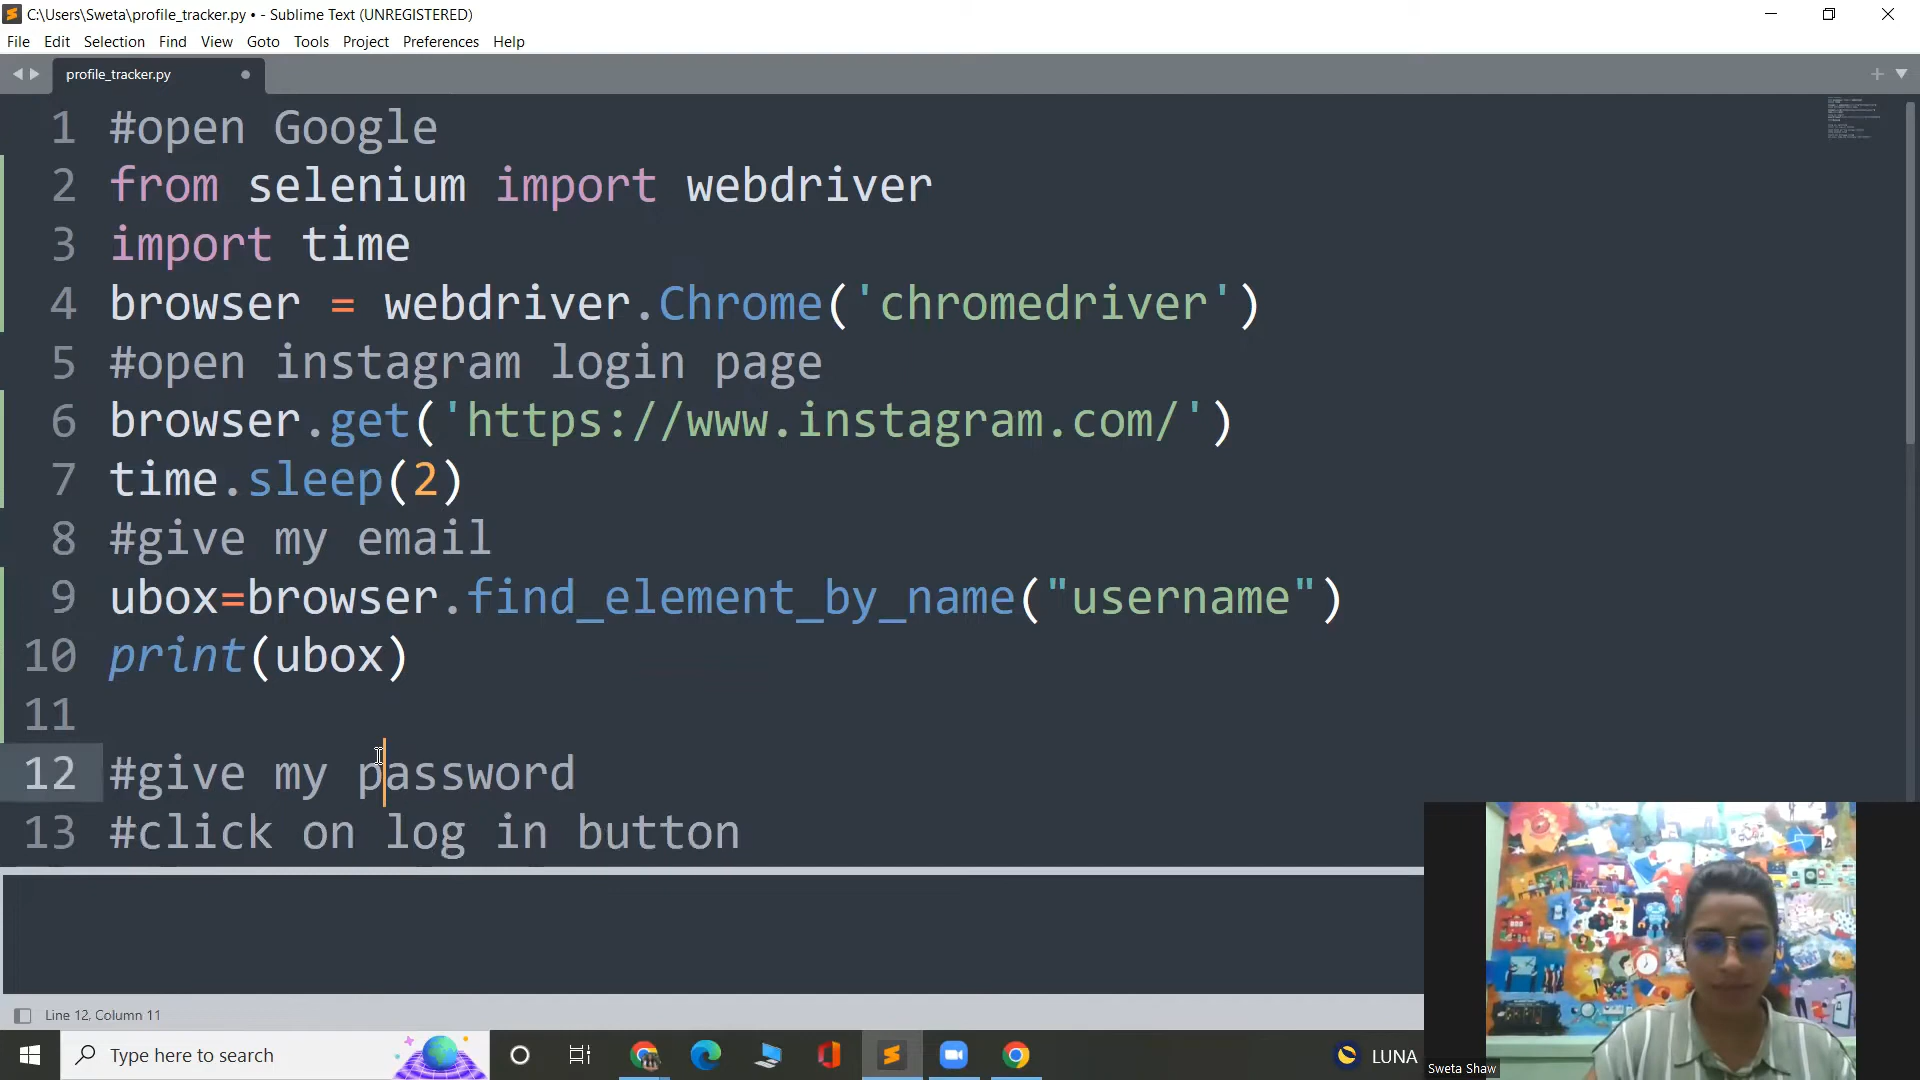 C:\Users\Sweta\profile_tracker.py • - Sublime Text (UNREGISTERED)
File Edit Selection Find View Goto Tools Project Preferences Help
profile_tracker.py
1 #open Google
2 from selenium import webdriver
3 import time
4 browser = webdriver.Chrome('chromedriver')
5 #open instagram login page
6 browser.get('https://www.instagram.com/')
7 time.sleep(2)
8 #give my email
9 ubox=browser.find_element_by_name("username")
10 print(ubox)
11
12 #give my password
13 #click on log in button
Line 12, Column 11
Type here to search
LUNA
Sweta Shaw